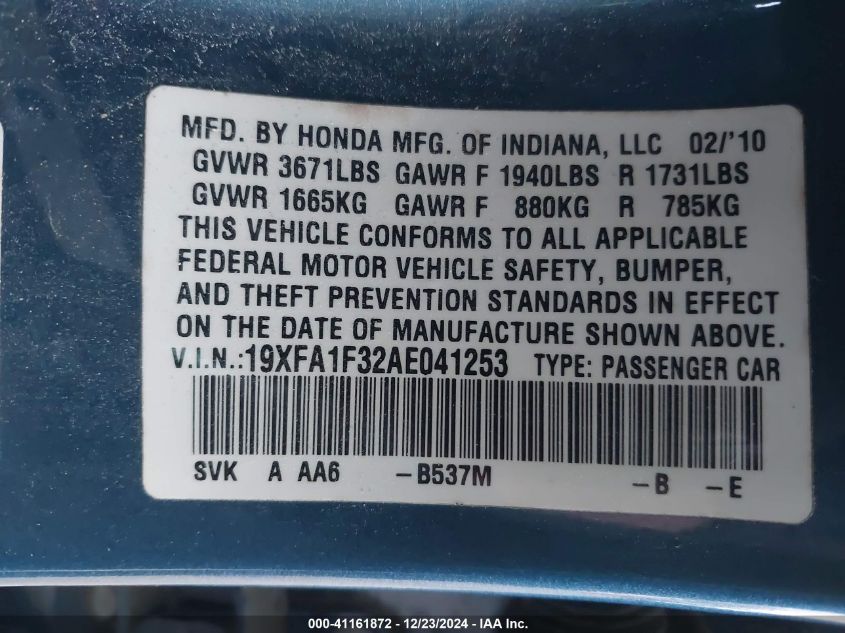 MFD. BY HONDA MFG. OF INDIANA, LLC 02/'10
GVWR 3671LBS GAWR F 1940LBS R 1731LBS
GVWR 1665KG GAWR F 880KG R 785KG
THIS VEHICLE CONFORMS TO ALL APPLICABLE
FEDERAL MOTOR VEHICLE SAFETY, BUMPER,
AND THEFT PREVENTION STANDARDS IN EFFECT
ON THE DATE OF MANUFACTURE SHOWN ABOVE.
V.I.N.:19XFA1F32AE041253 TYPE: PASSENGER CAR
SVK A AA6 -B537M -B -E
000-41161872 - 12/23/2024 - IAAI.COM